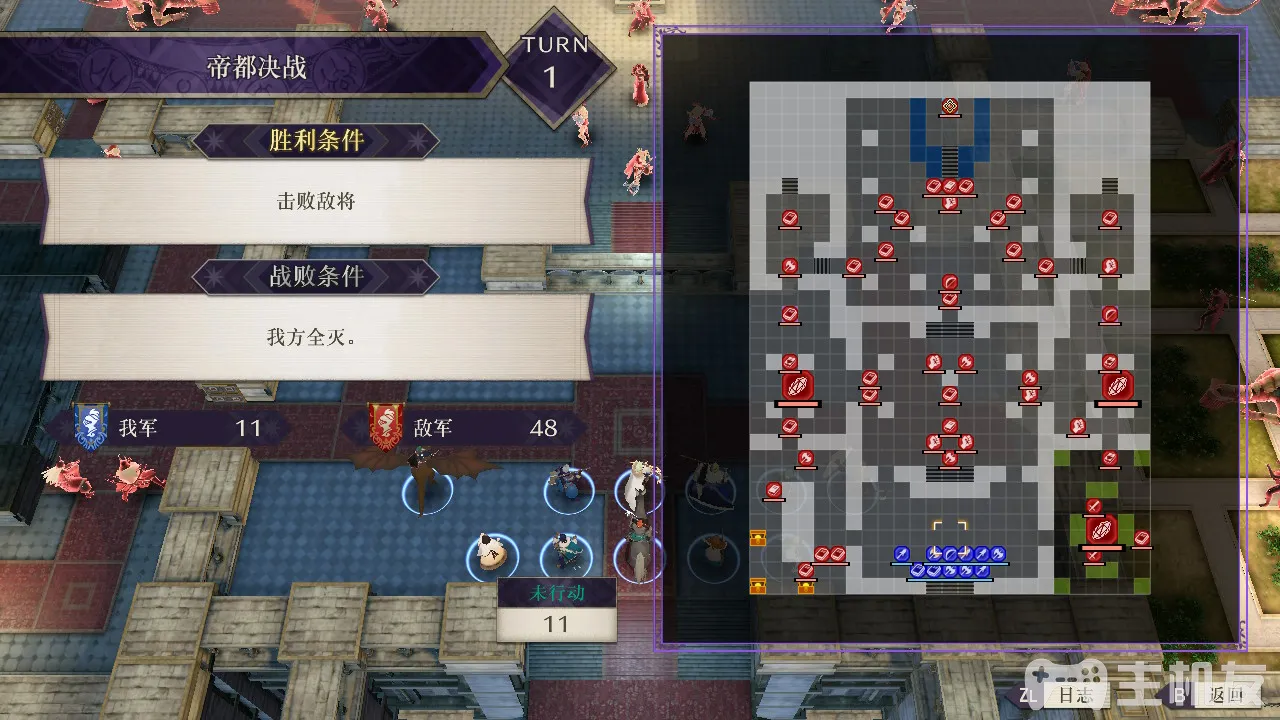 帝都决战
TURN
1
胜利条件
击败敌将
战败条件
我方全灭。
我军 11
敌军 48
未行动
11
ZL 日志
B 返回
主机友